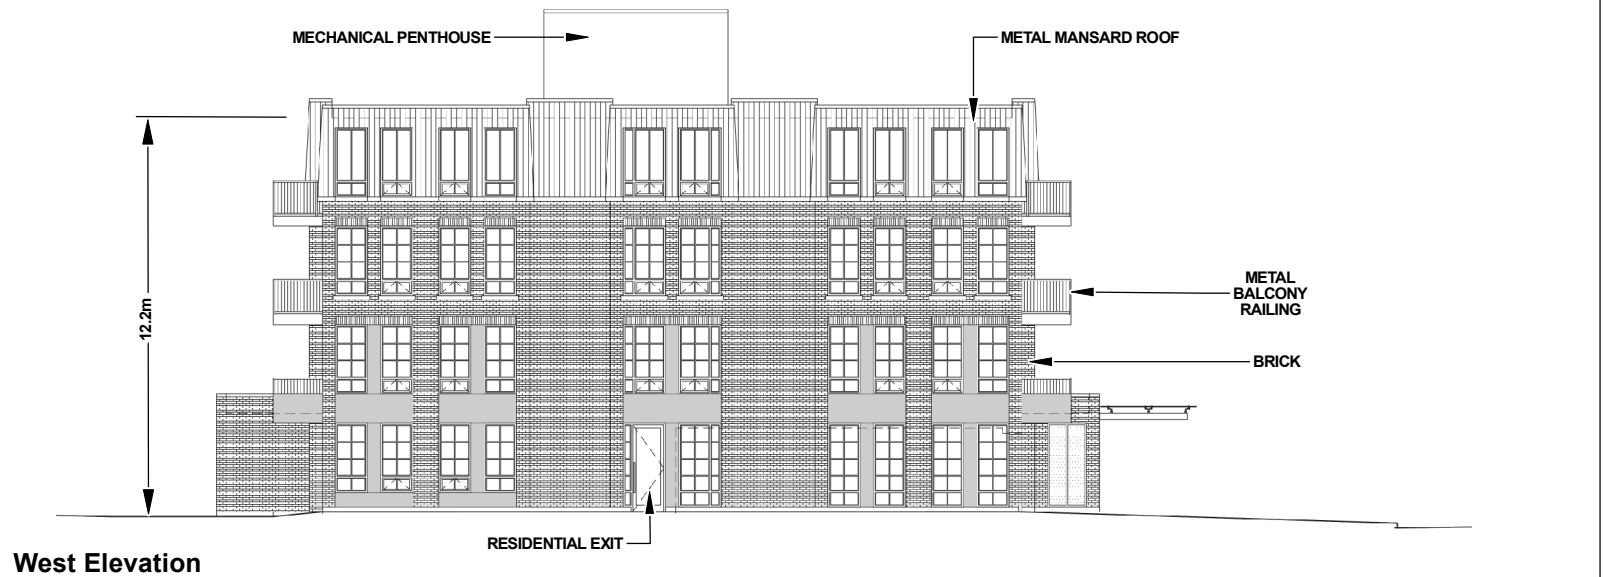 MECHANICAL PENTHOUSE
METAL MANSARD ROOF
12.2m
METAL
BALCONY
RAILING
BRICK
RESIDENTIAL EXIT
West Elevation